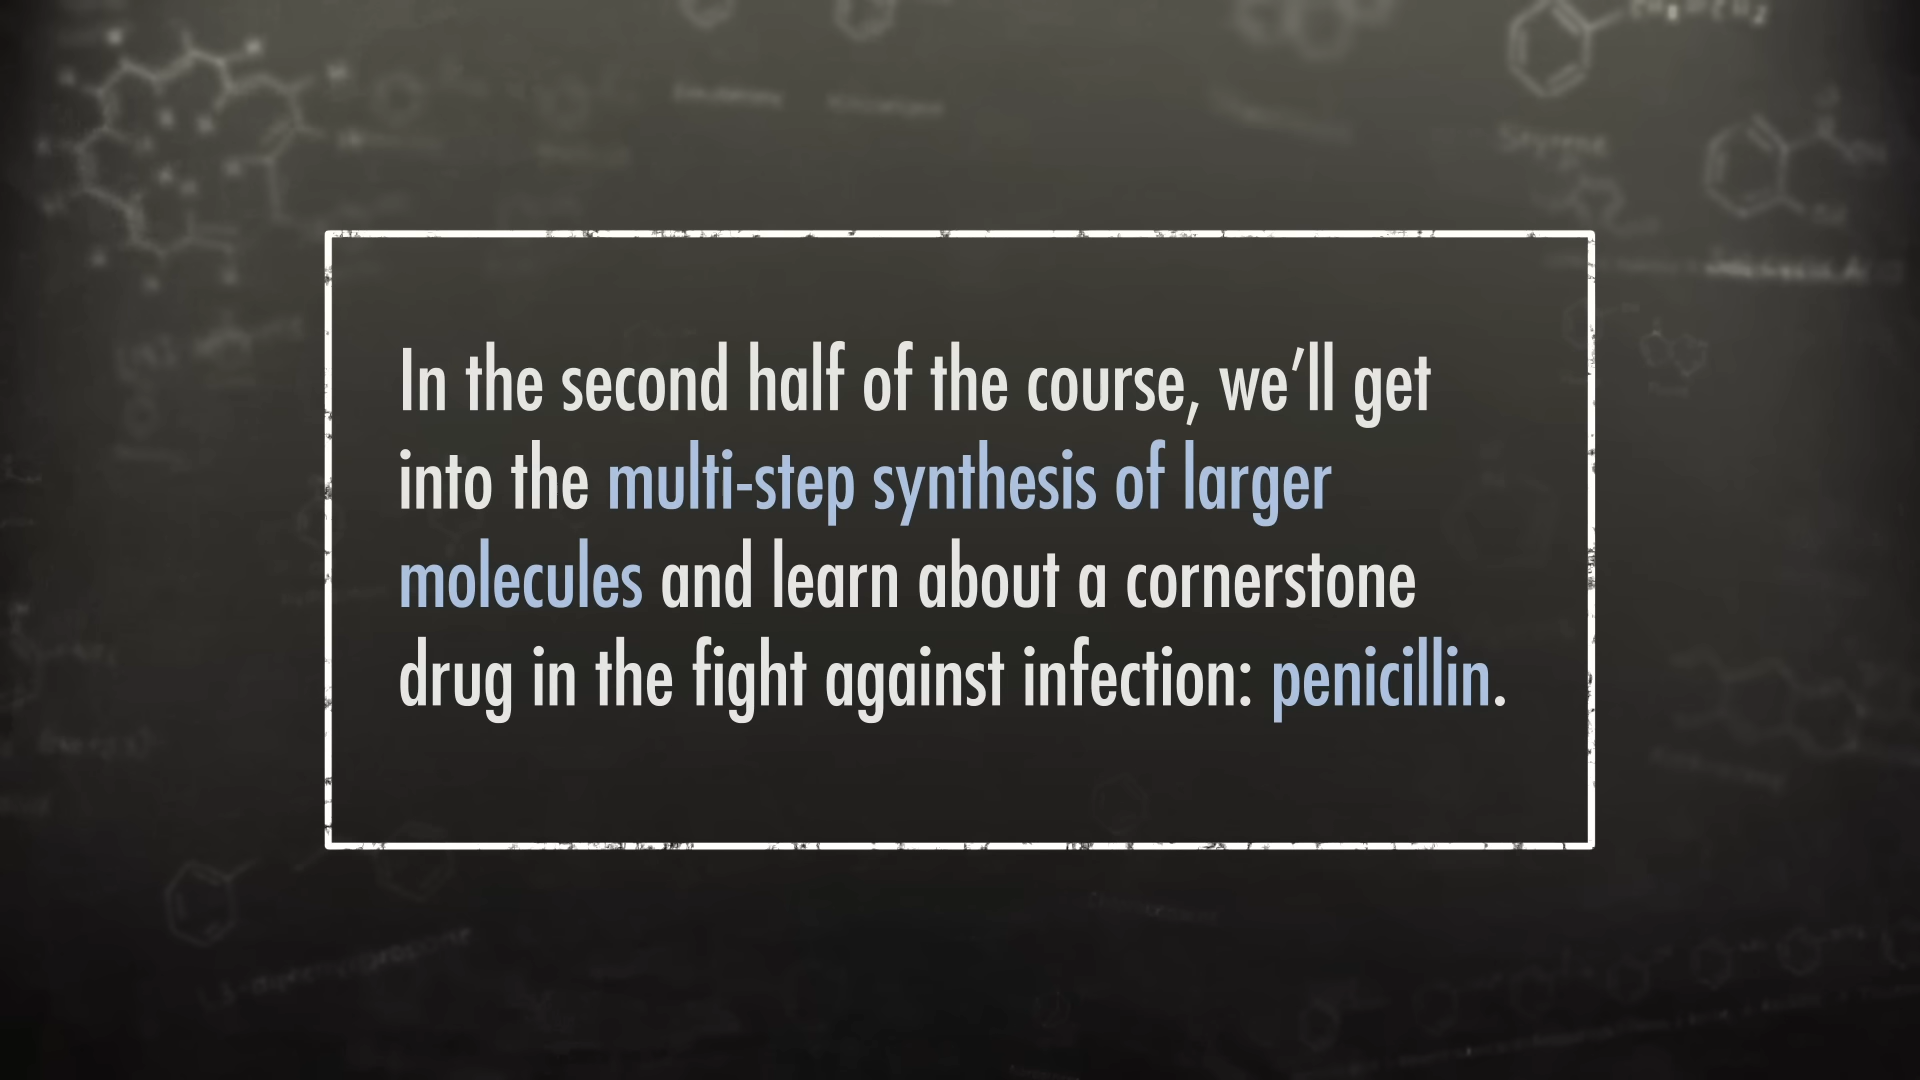 In the second half of the course, we’ll get
into the multi-step synthesis of larger
molecules and learn about a cornerstone
drug in the fight against infection: penicillin.
Styrene